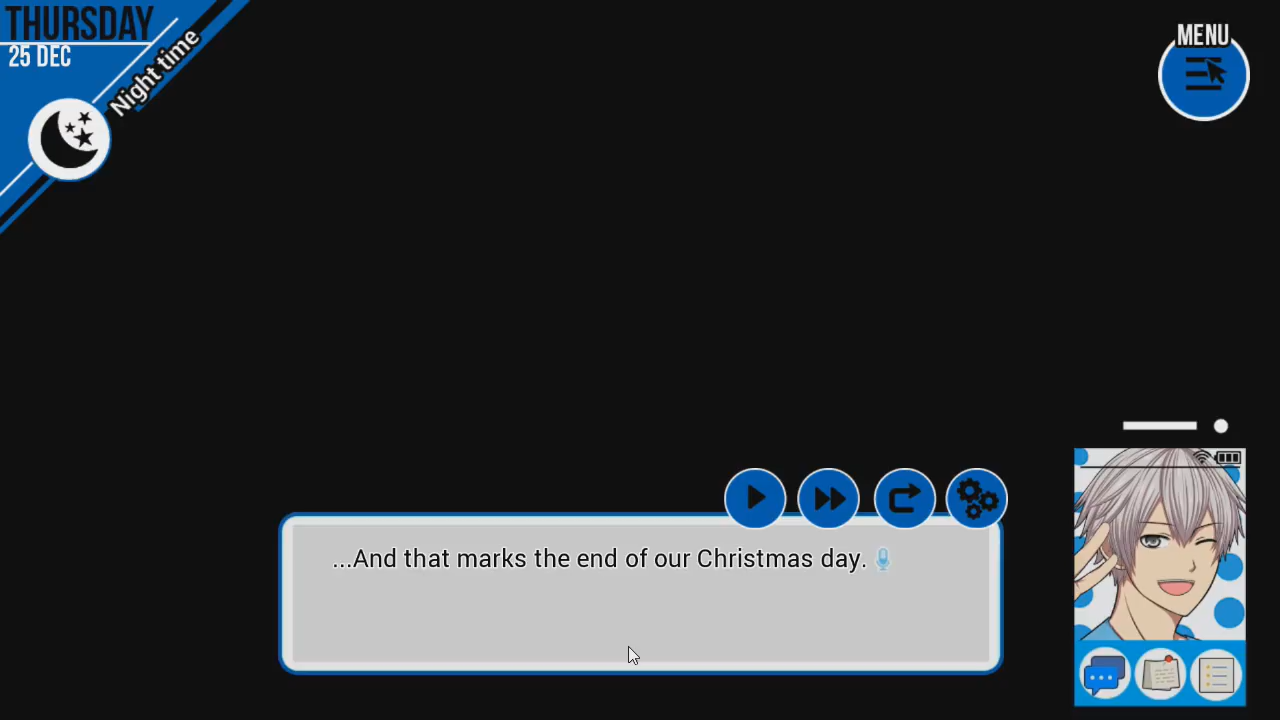 THURSDAY
25 DEC
Night time
MENU
...And that marks the end of our Christmas day.